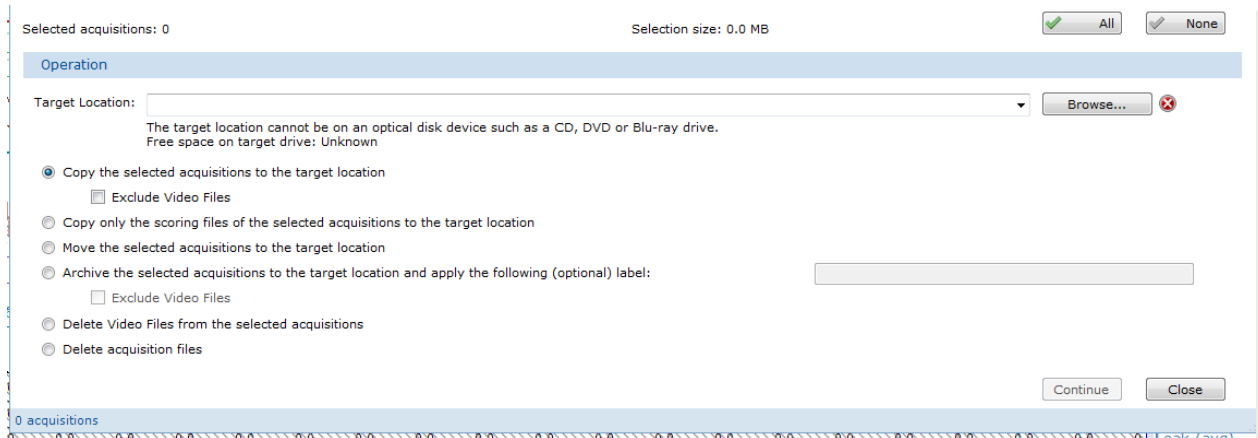 Selected acquisitions: 0 Selection size: 0.0 MB All None
Operation
Target Location: Browse...
The target location cannot be on an optical disk device such as a CD, DVD or Blu-ray drive.
Free space on target drive: Unknown
Copy the selected acquisitions to the target location
Exclude Video Files
Copy only the scoring files of the selected acquisitions to the target location
Move the selected acquisitions to the target location
Archive the selected acquisitions to the target location and apply the following (optional) label:
Exclude Video Files
Delete Video Files from the selected acquisitions
Delete acquisition files
Continue Close
0 acquisitions